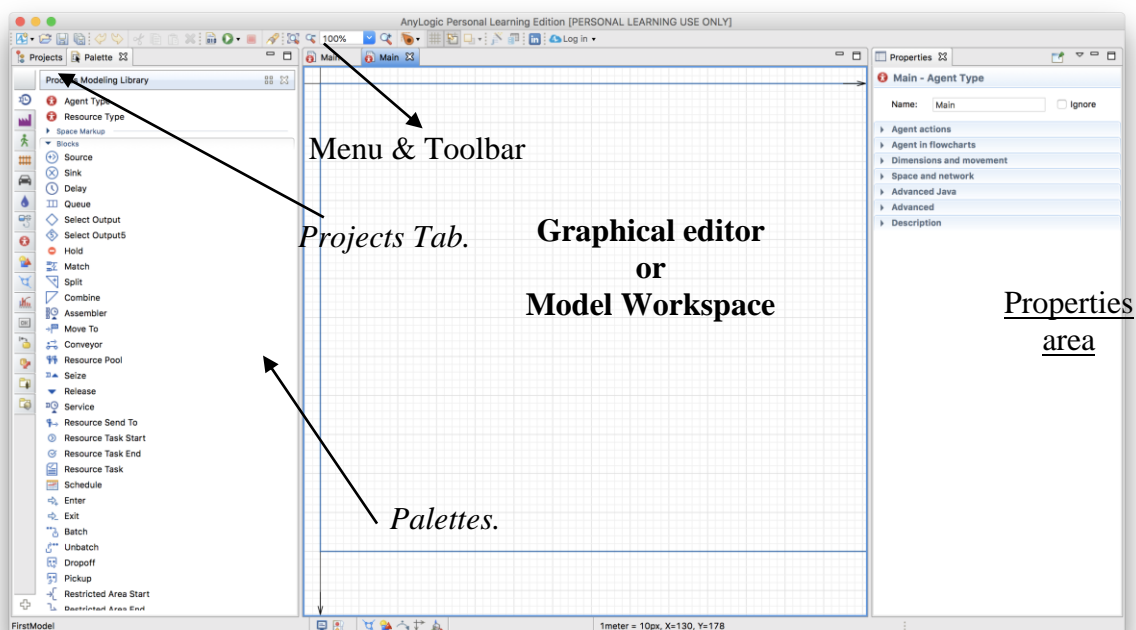 AnyLogic Personal Learning Edition [PERSONAL LEARNING USE ONLY]
100%
Log in
Projects
Palette
Main
Main
Properties
Process Modeling Library
Main - Agent Type
Agent Type
Resource Type
Space Markup
Blocks
Source
Sink
Delay
Queue
Select Output
Select Output5
Hold
Match
Split
Combine
Assembler
Move To
Conveyor
Resource Pool
Seize
Release
Service
Resource Send To
Resource Task Start
Resource Task End
Resource Task
Schedule
Enter
Exit
Batch
Unbatch
Dropoff
Pickup
Restricted Area Start
Restricted Area End
Menu & Toolbar
Projects Tab.
Graphical editor
or
Model Workspace
Palettes.
Name: Main Ignore
Agent actions
Agent in flowcharts
Dimensions and movement
Space and network
Advanced Java
Advanced
Description
Properties
area
FirstModel
1meter = 10px, X=130, Y=178